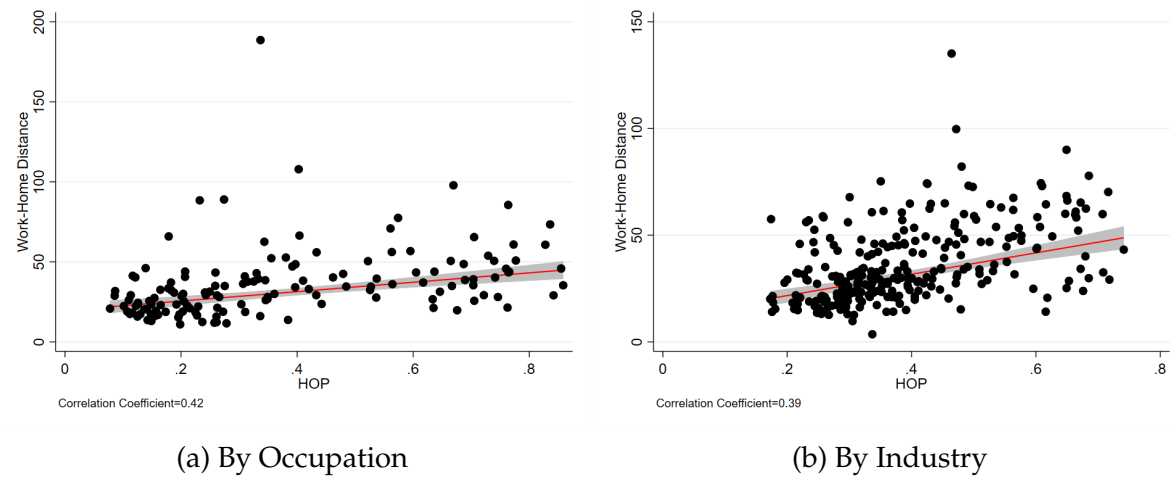 Work-Home Distance
200
150
100
50
0
0 .2 .4 .6 .8
HOP
Correlation Coefficient=0.42
(a) By Occupation
Work-Home Distance
150
100
50
0
.2 .4 .6 .8
HOP
Correlation Coefficient=0.39
(b) By Industry